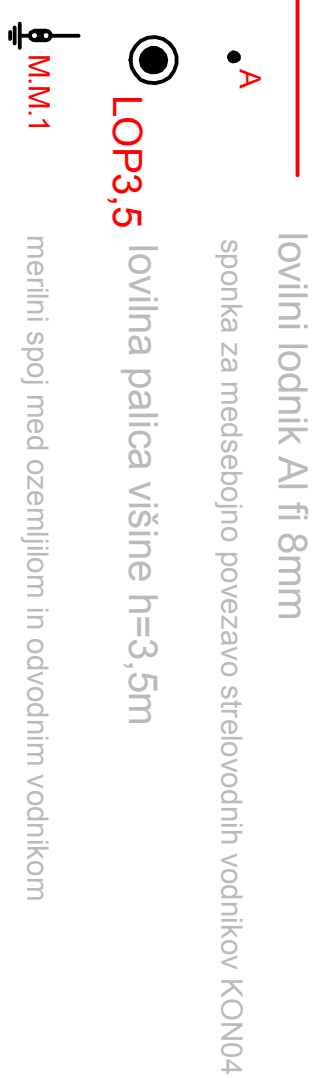 lovilni lodnik Al fi 8mm
A sponka za medsebojno povezavo strelovodnih vodnikov KON04
LOP3,5 lovilna palica višine h=3,5m
M.M.1 merilni spoj med ozemljilom in odvodnim vodnikom